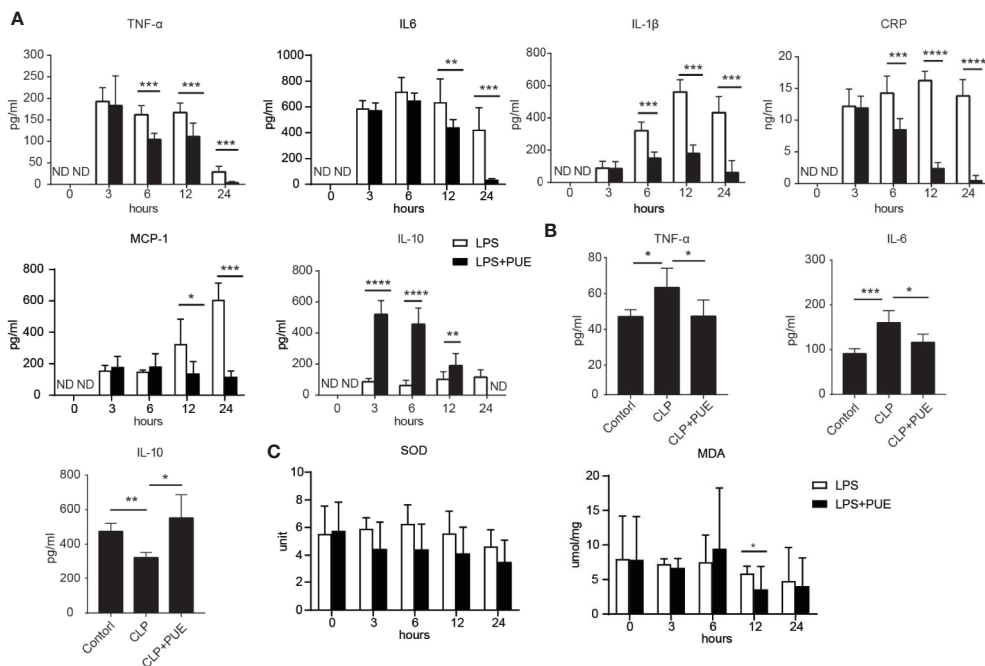 A
TNF-α
300
250
200
150
100
50
0
pg/ml
ND ND
***
***
***
0 3 6 12 24
hours
IL6
1000
800
600
400
200
0
pg/ml
ND ND
**
***
0 3 6 12 24
hours
IL-1β
800
600
400
200
0
pg/ml
ND ND
***
***
***
0 3 6 12 24
hours
CRP
20
15
10
5
0
ng/ml
ND ND
***
****
****
0 3 6 12 24
hours
MCP-1
800
600
400
200
0
pg/ml
ND ND
*
***
0 3 6 12 24
hours
IL-10
800
600
400
200
0
pg/ml
ND ND
****
****
**
ND
LPS
LPS+PUE
0 3 6 12 24
hours
B
TNF-α
80
60
40
20
0
pg/ml
* *
Contorl CLP CLP+PUE
IL-6
300
200
100
0
pg/ml
*** *
Contorl CLP CLP+PUE
IL-10
800
600
400
200
0
pg/ml
** *
Contorl CLP CLP+PUE
C
SOD
10
8
6
4
2
0
unit
0 3 6 12 24
hours
MDA
20
15
10
5
0
umol/mg
*
LPS
LPS+PUE
0 3 6 12 24
hours